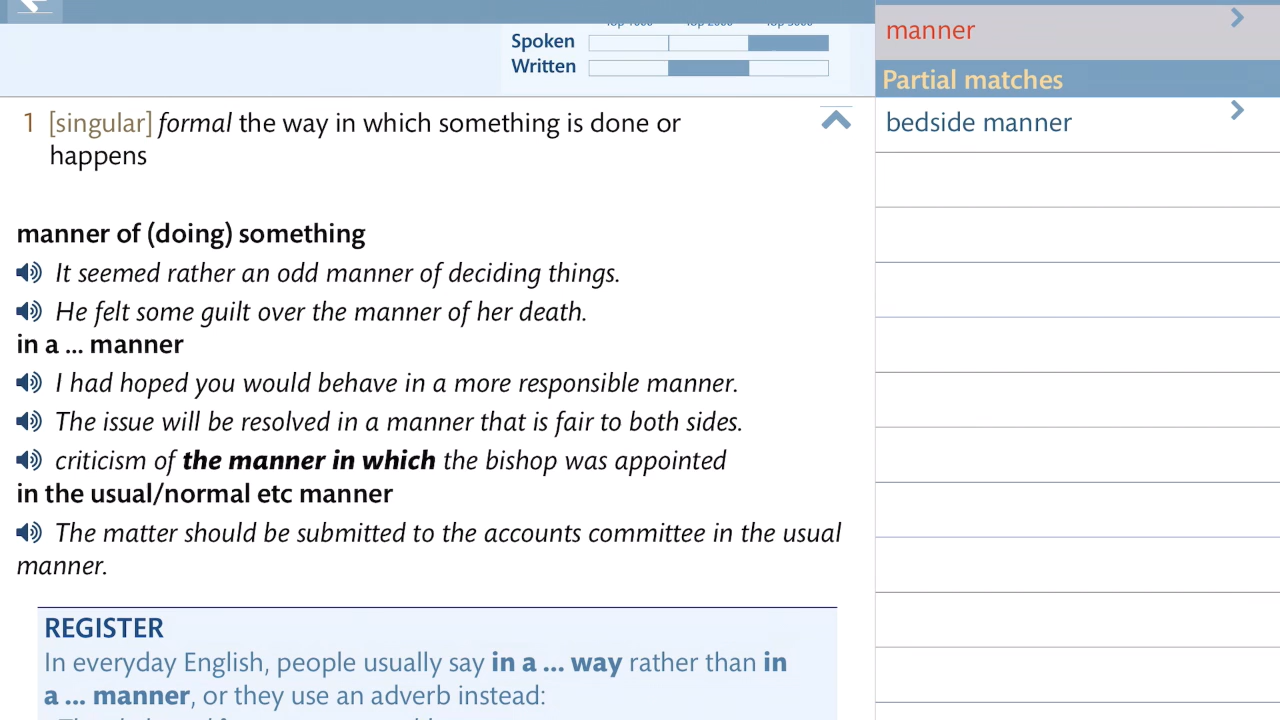 Spoken
Written
1 [singular] formal the way in which something is done or
happens
manner of (doing) something
It seemed rather an odd manner of deciding things.
He felt some guilt over the manner of her death.
in a ... manner
I had hoped you would behave in a more responsible manner.
The issue will be resolved in a manner that is fair to both sides.
criticism of the manner in which the bishop was appointed
in the usual/normal etc manner
The matter should be submitted to the accounts committee in the usual
manner.
REGISTER
In everyday English, people usually say in a ... way rather than in
a ... manner, or they use an adverb instead:
manner
Partial matches
bedside manner